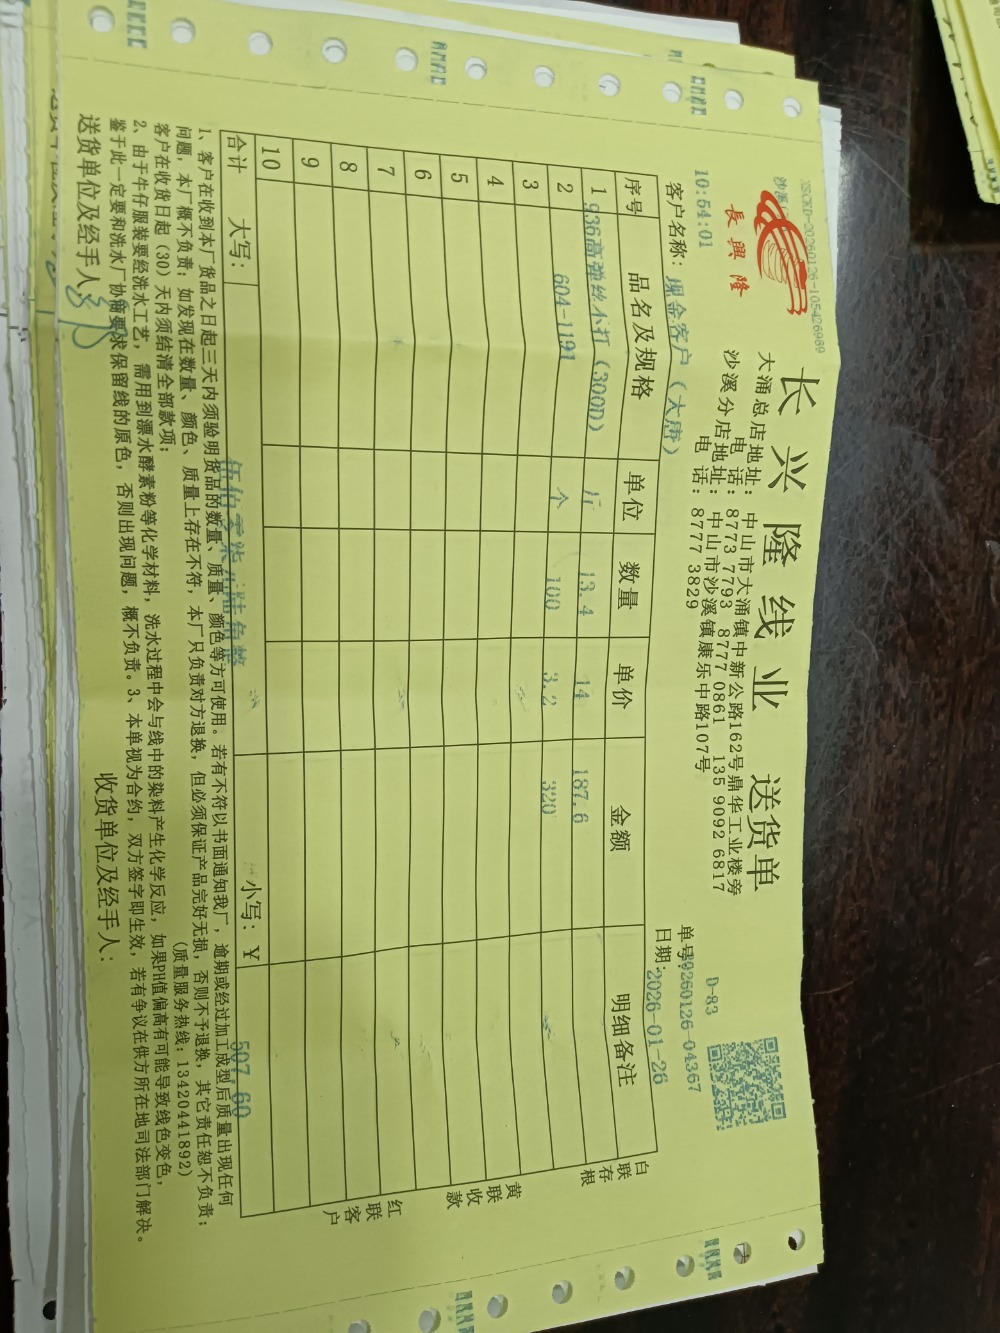 XSCKD-20260126-105426989
長興隆
10:54:01
长兴隆线业 送货单
大涌总店地址：中山市大涌镇中新公路162号鼎华工业楼旁
电 话：8773 7793 8777 0861 135 9092 6817
沙溪分店地址：中山市沙溪镇康乐中路107号
电 话：8777 3829
D-83
单号：20260126-04367
客户名称：现金客户（大唐）
日期：2026-01-26
序号 品名及规格 单位 数量 单价 金额 明细备注
1 936高弹丝不打（300D） 斤 13.4 14 187.6
2 604-1191 个 100 3.2 320
3
4
5
6
7
8
9
10
合计 大写：伍佰零柒元陆角整 小写：￥ 507.60
白联存根
黄联收款
红联客户
1、客户在收到本厂货品之日起三天内须验明货品的数量、质量、颜色等方可使用。若有不符以书面通知我厂，逾期或经过加工成型后质量出现任何
问题，本厂概不负责；如发现在数量、颜色、质量上存在不符，本厂只负责对方退换，但必须保证产品完好无损，否则不予退换，其它责任恕不负责；
客户在收货日起（30）天内须结清全部款项； （质量服务热线：13420441892）
2、由于牛仔服装要经洗水工艺，需用到漂水酵素粉等化学材料，洗水过程中会与线中的染料产生化学反应，如果PH值偏高有可能导致线色变色，
鉴于此一定要和洗水厂协商要求保留线的原色，否则出现问题，概不负责。3、本单视为合约，双方签字即生效，若有争议在供方所在地司法部门解决。
送货单位及经手人： 收货单位及经手人：